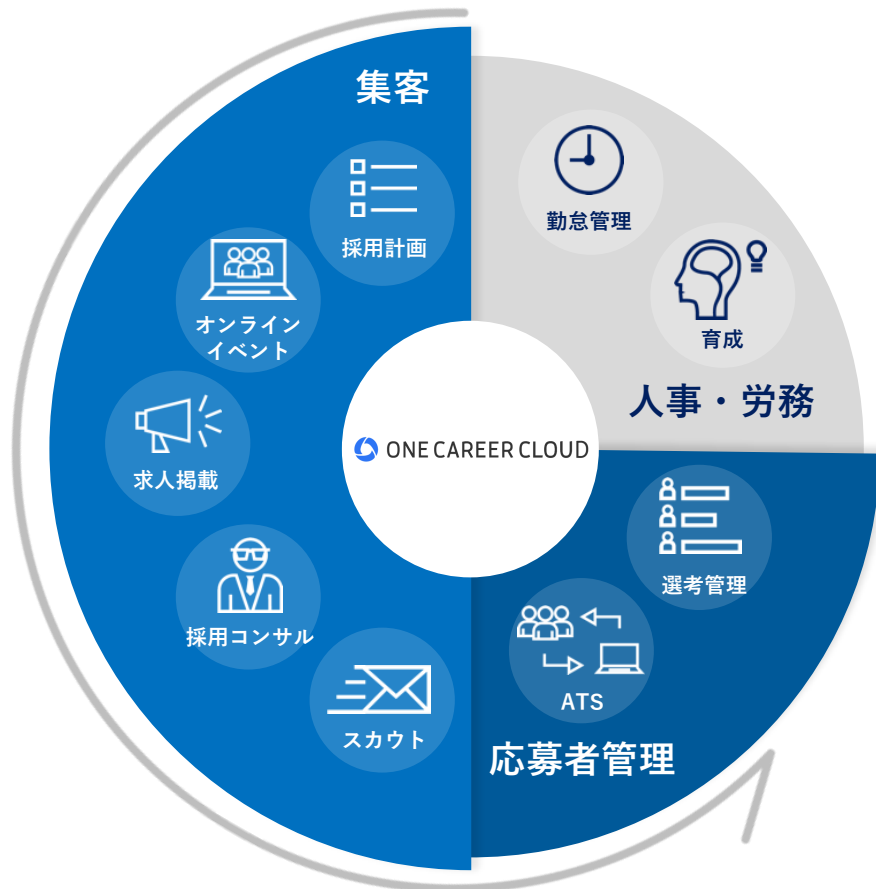 集客
採用計画
オンライン
イベント
求人掲載
採用コンサル
スカウト
ONE CAREER CLOUD
勤怠管理
育成
人事・労務
選考管理
ATS
応募者管理